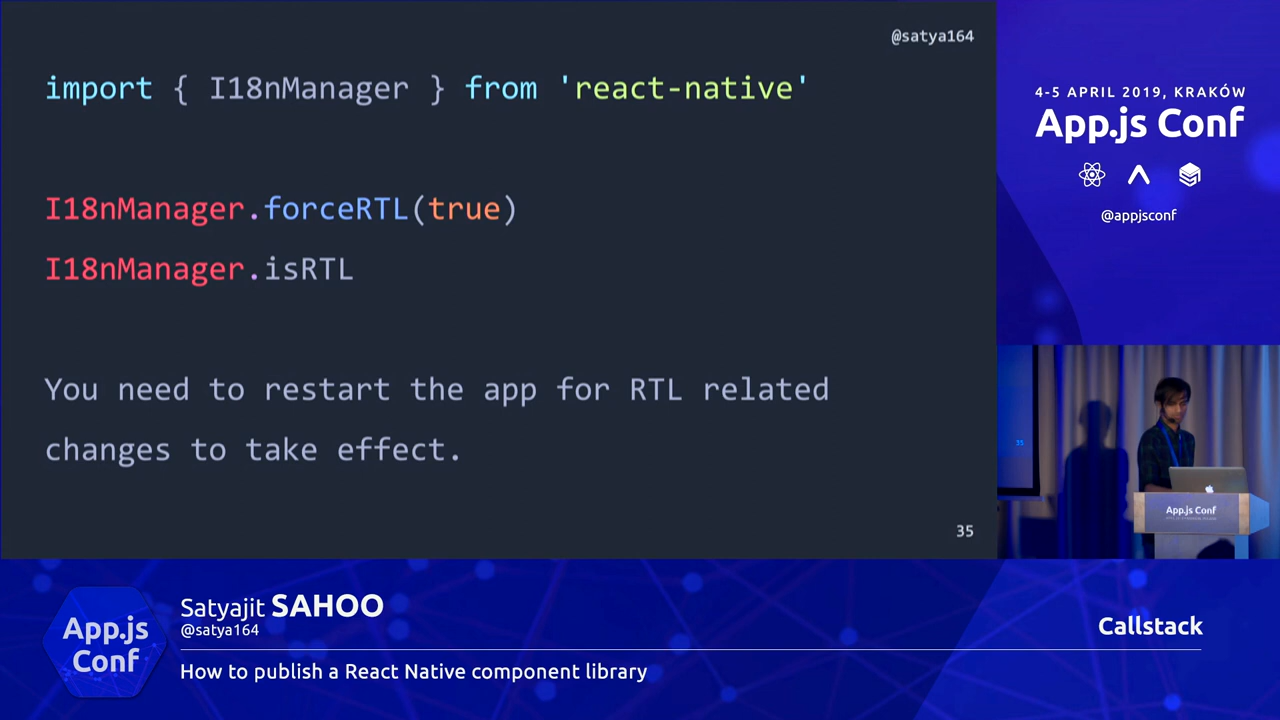 @satya164
import { I18nManager } from 'react-native'
I18nManager.forceRTL(true)
I18nManager.isRTL
You need to restart the app for RTL related
changes to take effect.
35
4-5 APRIL 2019, KRAKÓW
App.js Conf
@appjsconf
35
App.js Conf
App.js
Conf
Satyajit SAHOO
@satya164
How to publish a React Native component library
Callstack